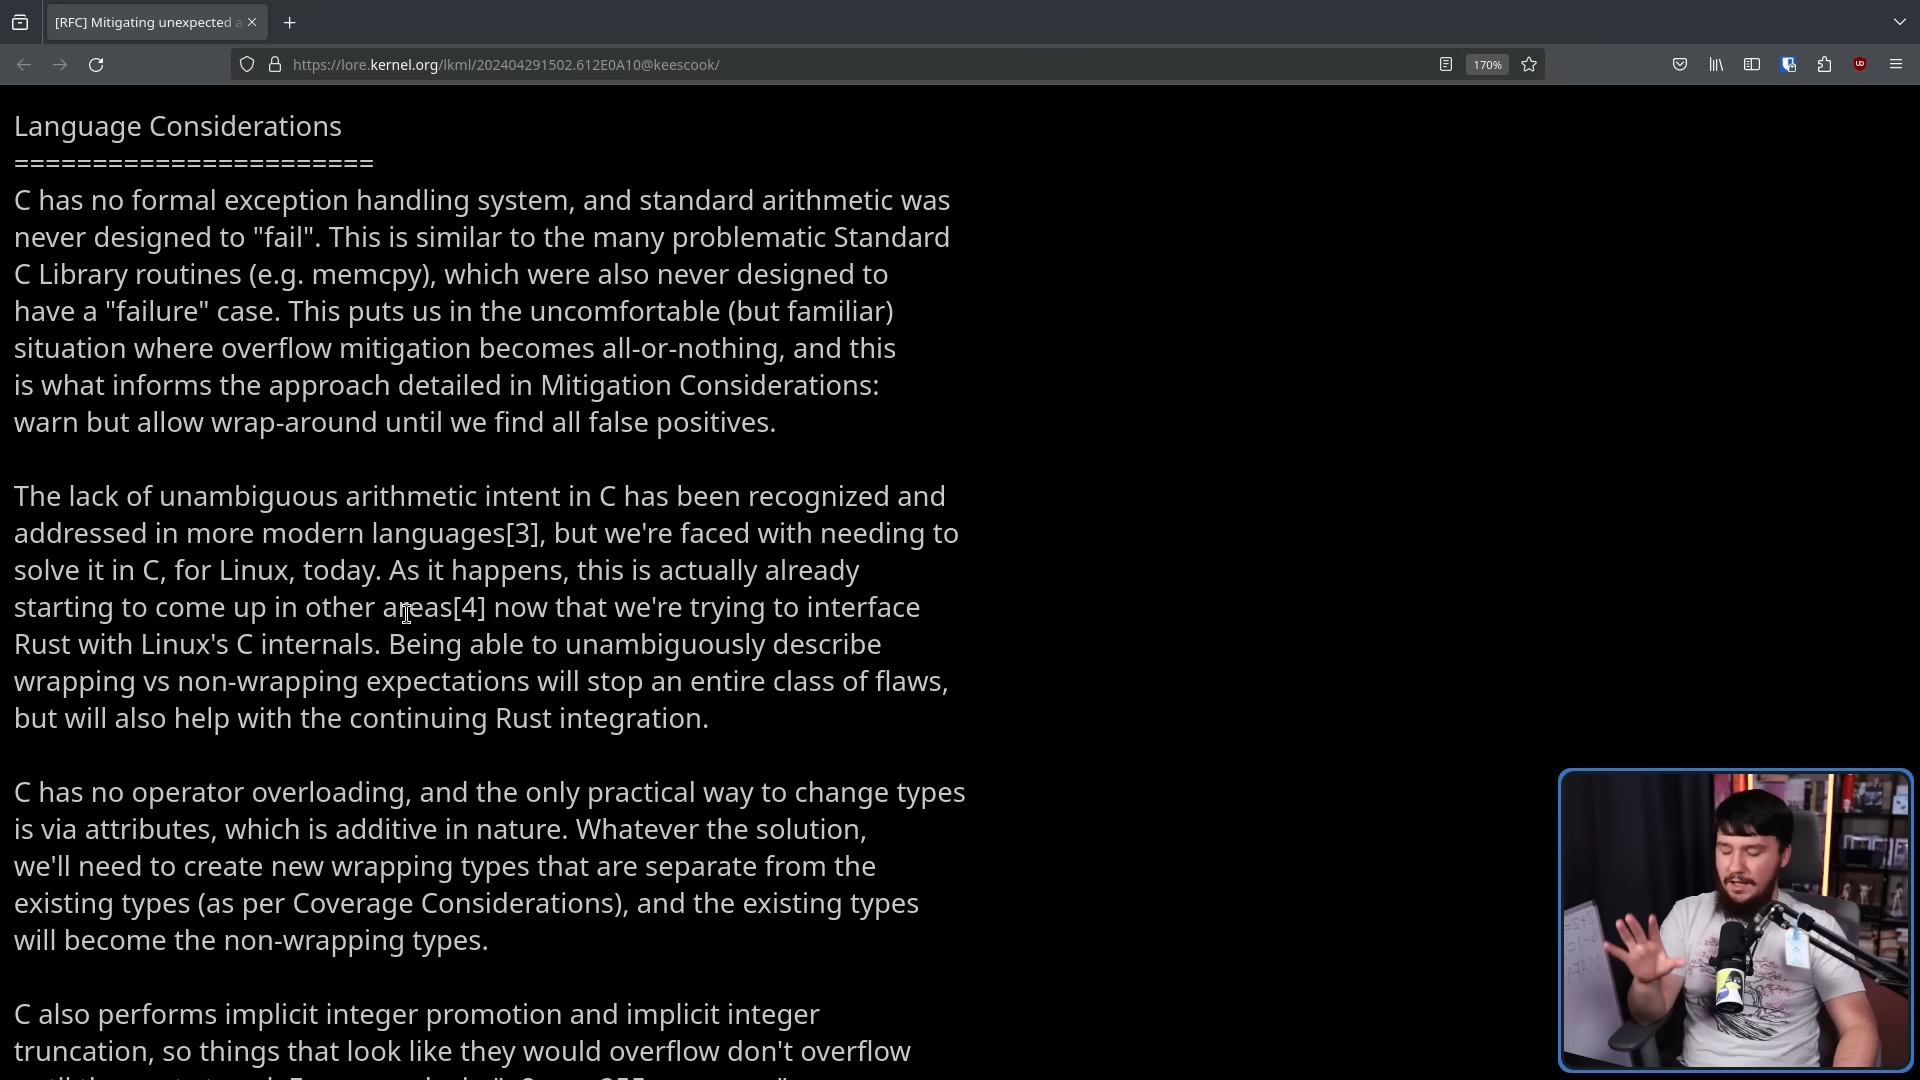 [RFC] Mitigating unexpected a
https://lore.kernel.org/lkml/202404291502.612E0A10@keescook/
170%
Language Considerations
=======================
C has no formal exception handling system, and standard arithmetic was
never designed to "fail". This is similar to the many problematic Standard
C Library routines (e.g. memcpy), which were also never designed to
have a "failure" case. This puts us in the uncomfortable (but familiar)
situation where overflow mitigation becomes all-or-nothing, and this
is what informs the approach detailed in Mitigation Considerations:
warn but allow wrap-around until we find all false positives.
The lack of unambiguous arithmetic intent in C has been recognized and
addressed in more modern languages[3], but we're faced with needing to
solve it in C, for Linux, today. As it happens, this is actually already
starting to come up in other areas[4] now that we're trying to interface
Rust with Linux's C internals. Being able to unambiguously describe
wrapping vs non-wrapping expectations will stop an entire class of flaws,
but will also help with the continuing Rust integration.
C has no operator overloading, and the only practical way to change types
is via attributes, which is additive in nature. Whatever the solution,
we'll need to create new wrapping types that are separate from the
existing types (as per Coverage Considerations), and the existing types
will become the non-wrapping types.
C also performs implicit integer promotion and implicit integer
truncation, so things that look like they would overflow don't overflow